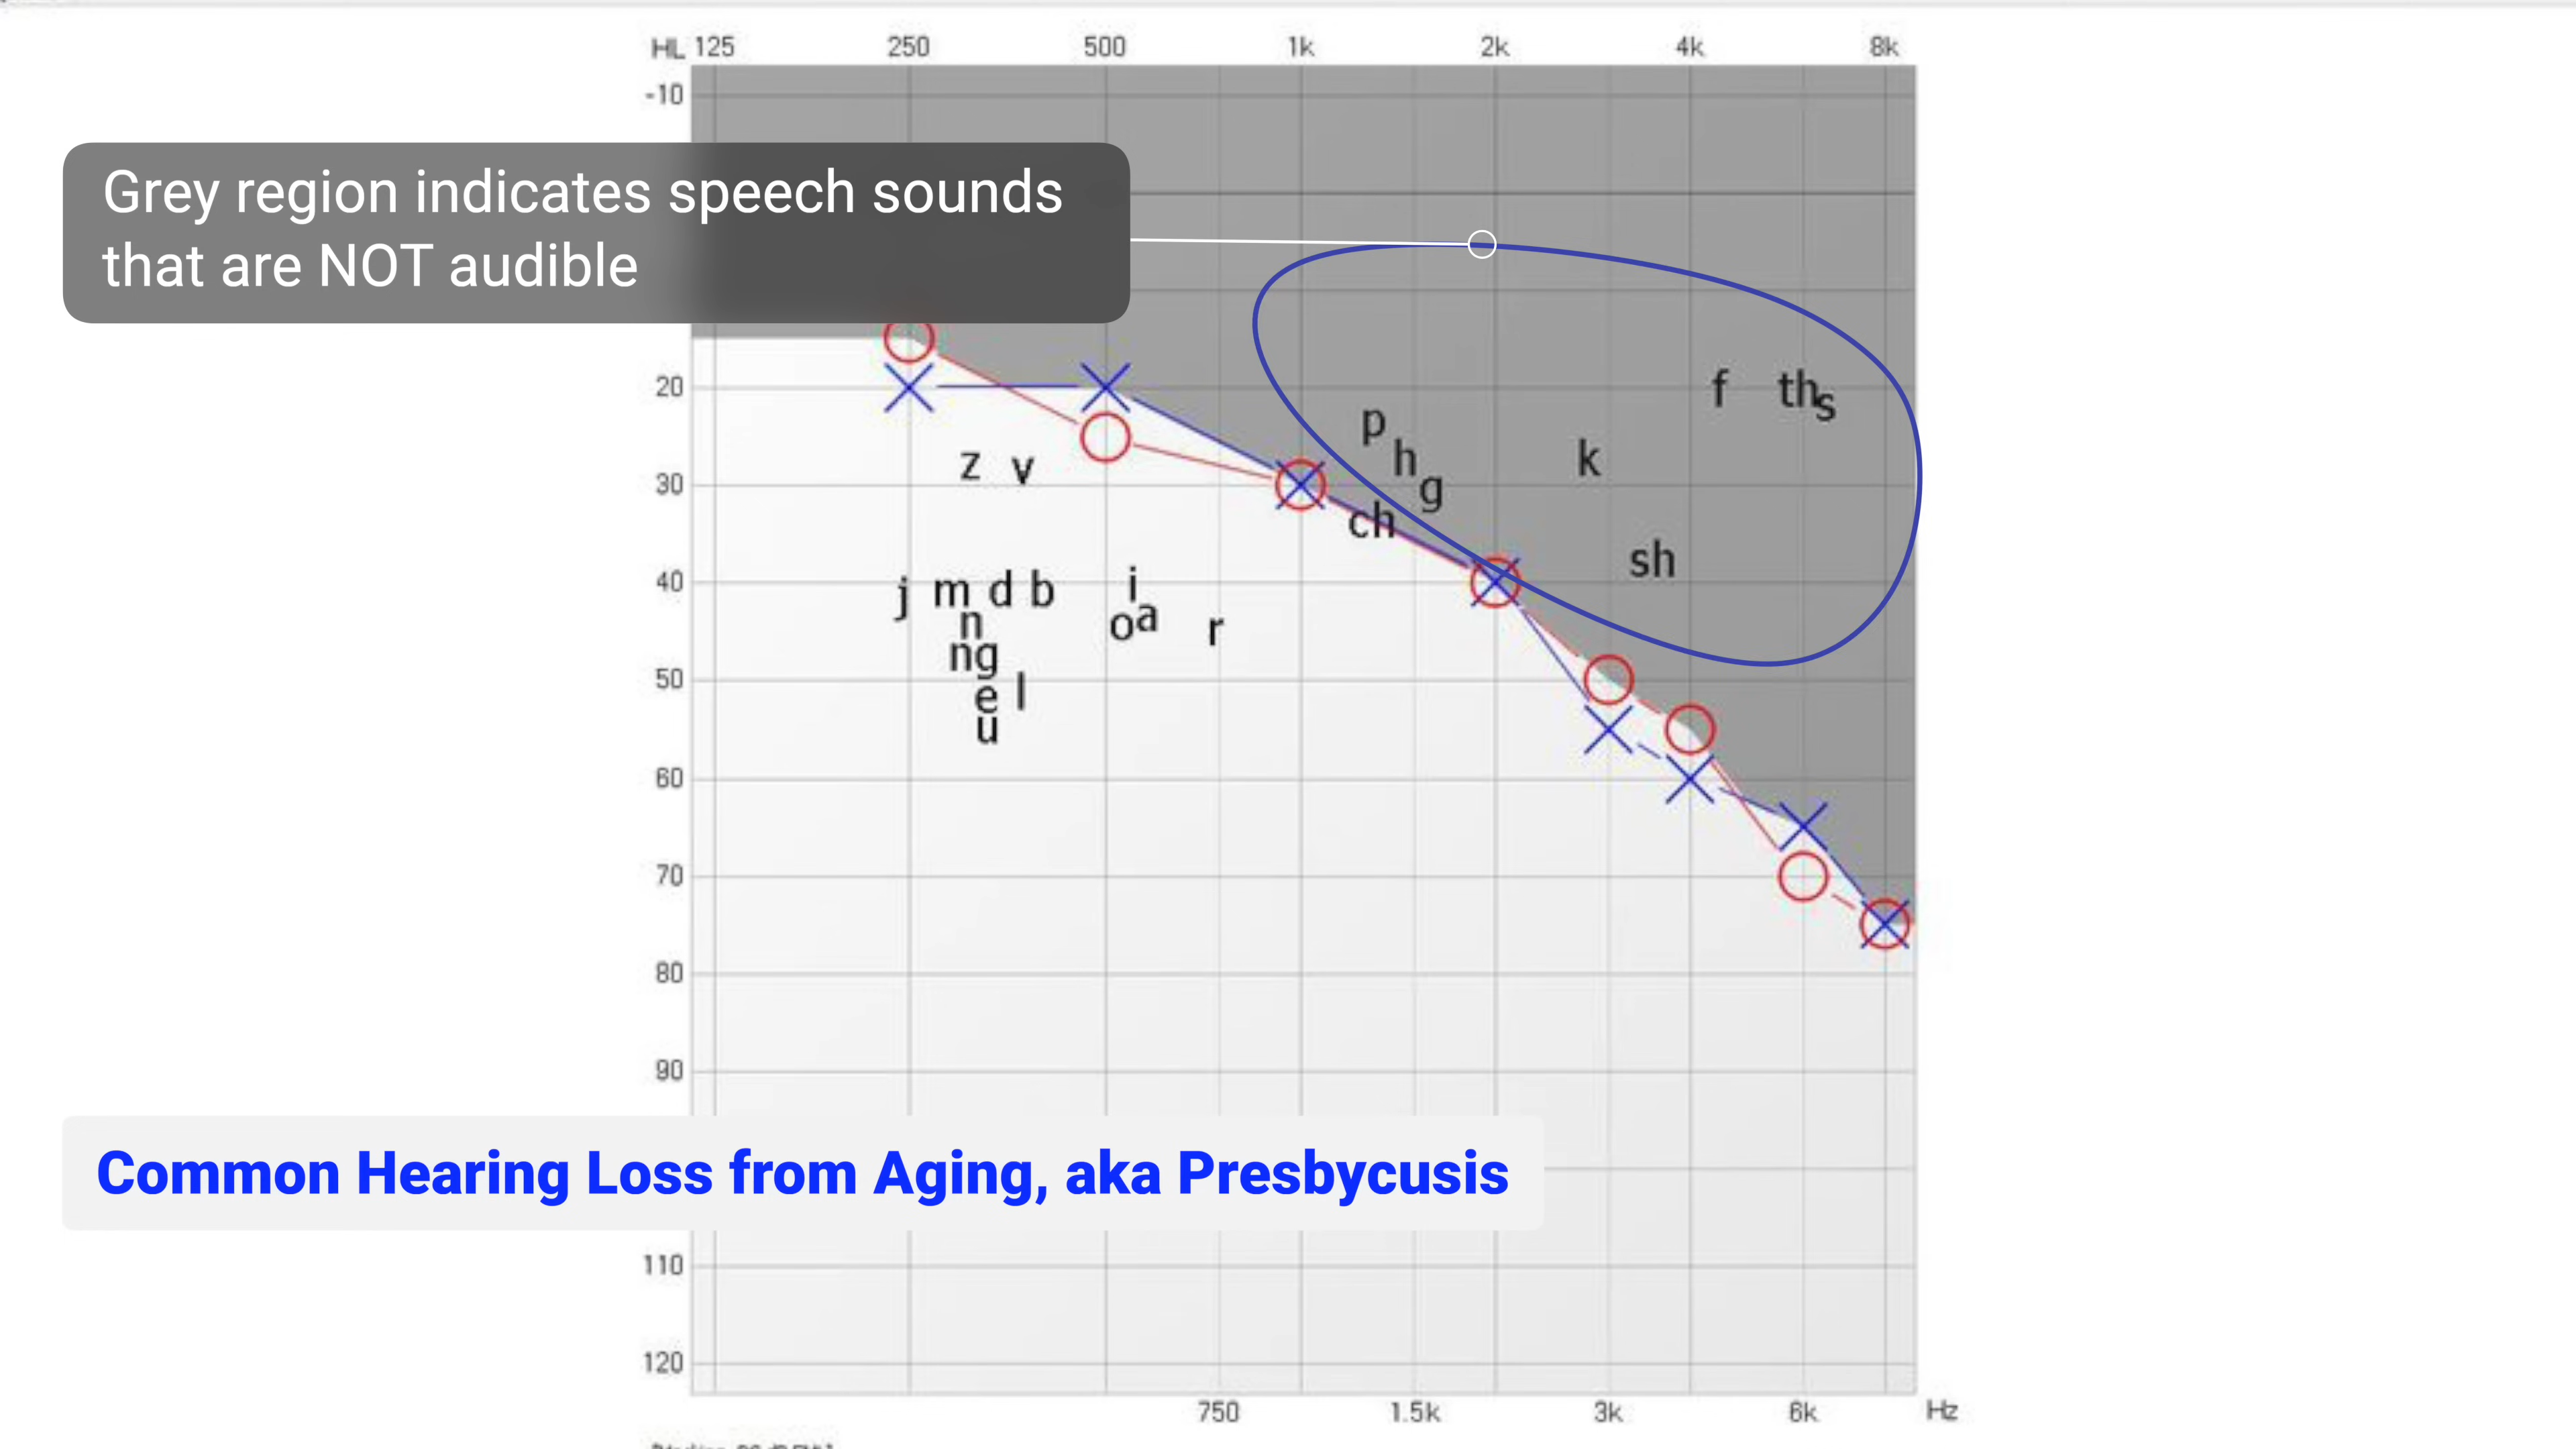 HL 125 250 500 1k 2k 4k 8k
-10
Grey region indicates speech sounds
that are NOT audible
20
f th s
p
z v h k
30
g
ch
sh
40
j m d b i
n o a r
ng
50
e l
u
60
70
80
90
Common Hearing Loss from Aging, aka Presbycusis
110
120
750 1.5k 3k 6k Hz